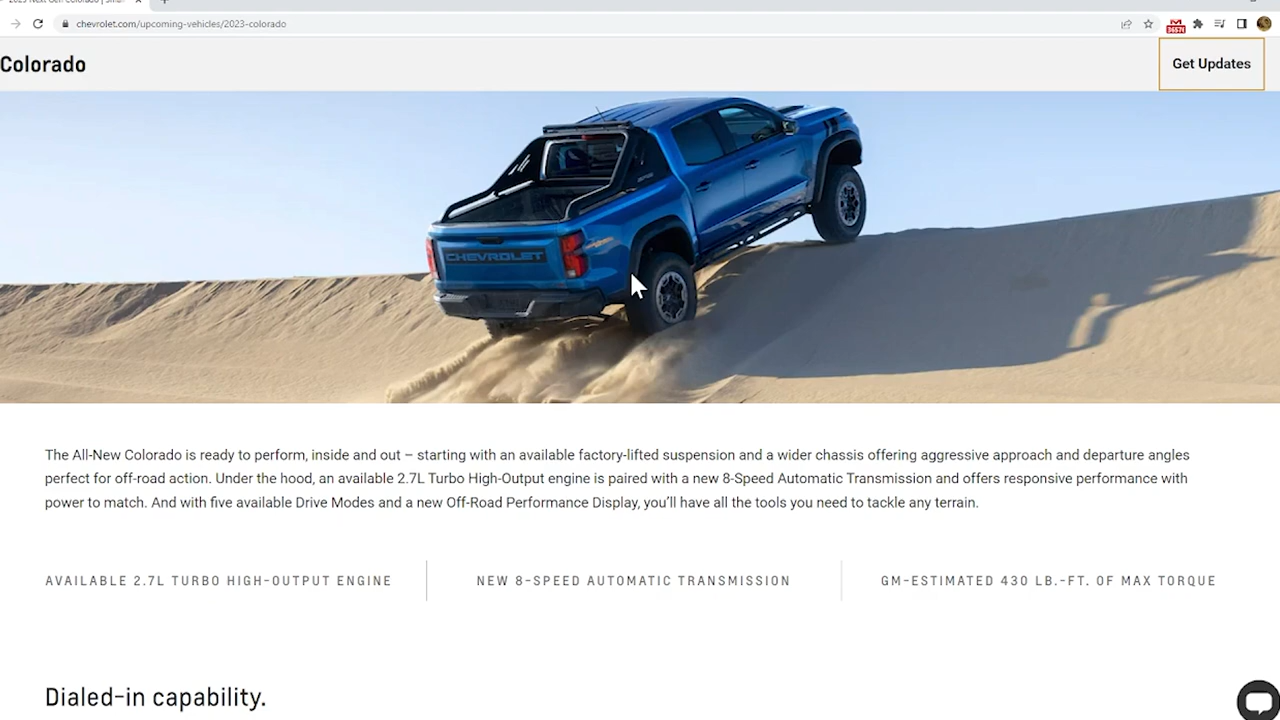 2023 Next Gen Colorado | Small
chevrolet.com/upcoming-vehicles/2023-colorado
Colorado
Get Updates
CHEVROLET
The All-New Colorado is ready to perform, inside and out – starting with an available factory-lifted suspension and a wider chassis offering aggressive approach and departure angles
perfect for off-road action. Under the hood, an available 2.7L Turbo High-Output engine is paired with a new 8-Speed Automatic Transmission and offers responsive performance with
power to match. And with five available Drive Modes and a new Off-Road Performance Display, you’ll have all the tools you need to tackle any terrain.
AVAILABLE 2.7L TURBO HIGH-OUTPUT ENGINE
NEW 8-SPEED AUTOMATIC TRANSMISSION
GM-ESTIMATED 430 LB.-FT. OF MAX TORQUE
Dialed-in capability.